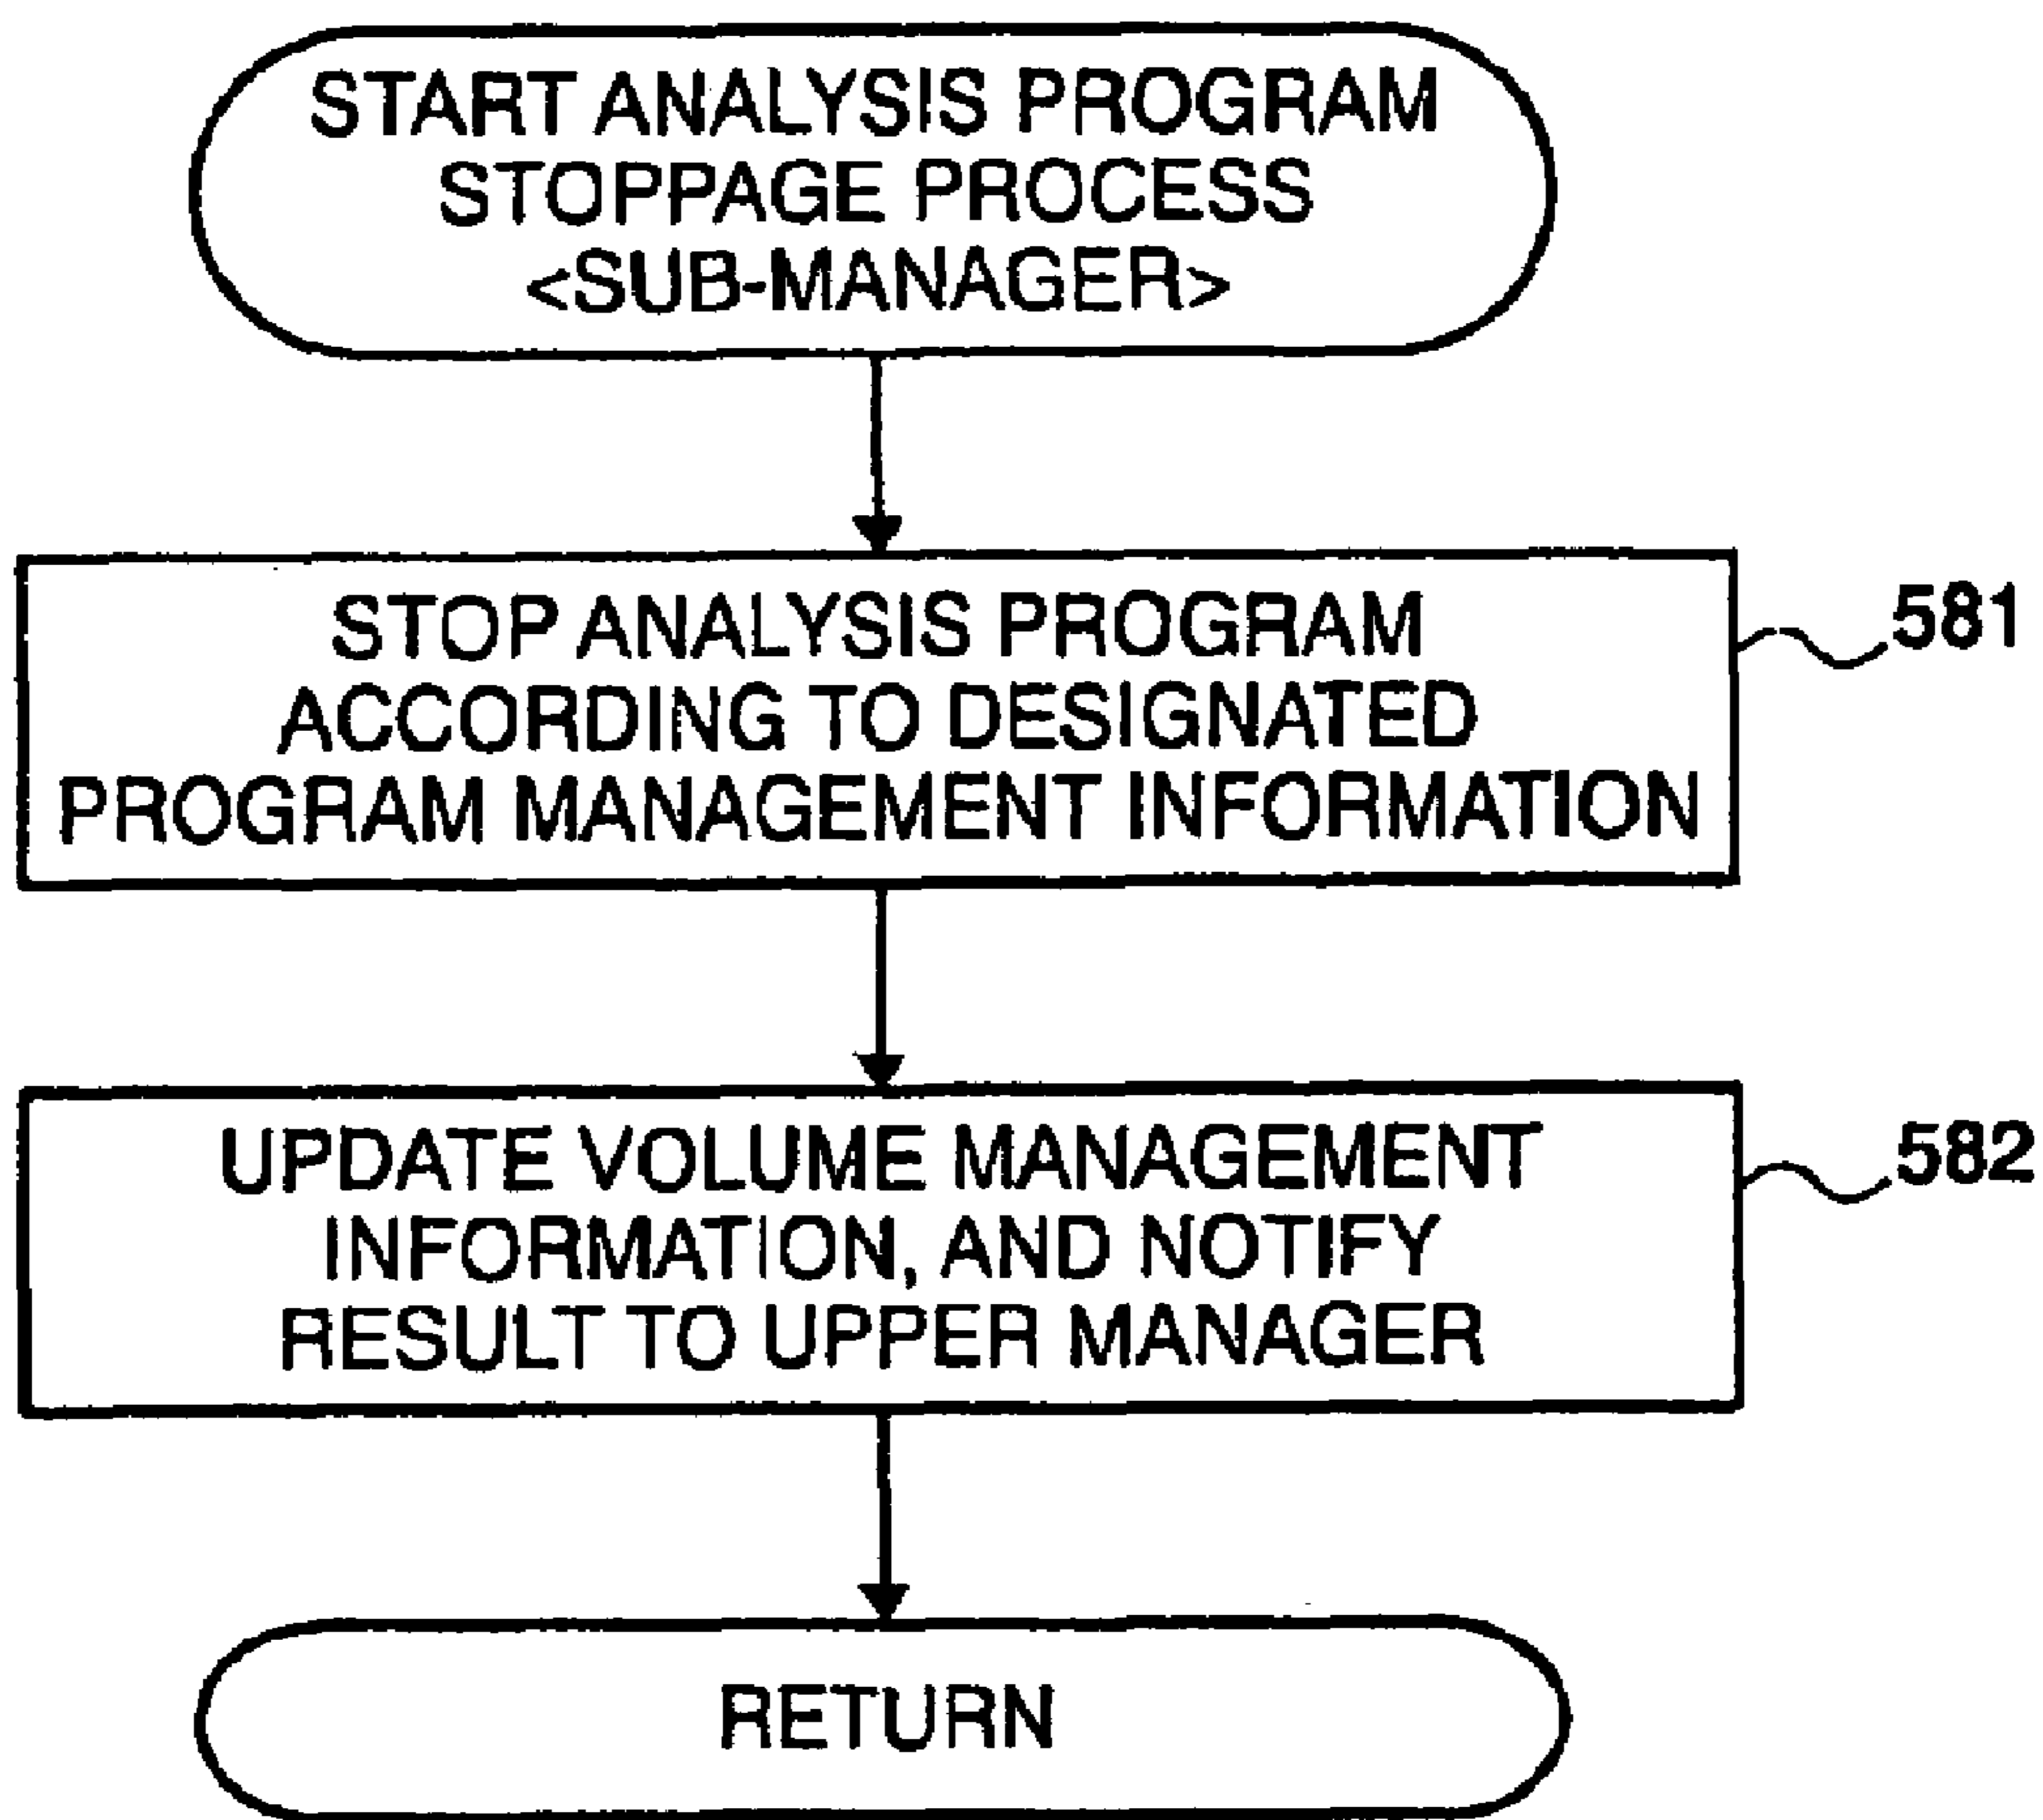 START ANALYSIS PROGRAM
STOPPAGE PROCESS
<SUB-MANAGER>
STOP ANALYSIS PROGRAM
ACCORDING TO DESIGNATED
PROGRAM MANAGEMENT INFORMATION
581
UPDATE VOLUME MANAGEMENT
INFORMATION, AND NOTIFY
RESULT TO UPPER MANAGER
582
RETURN